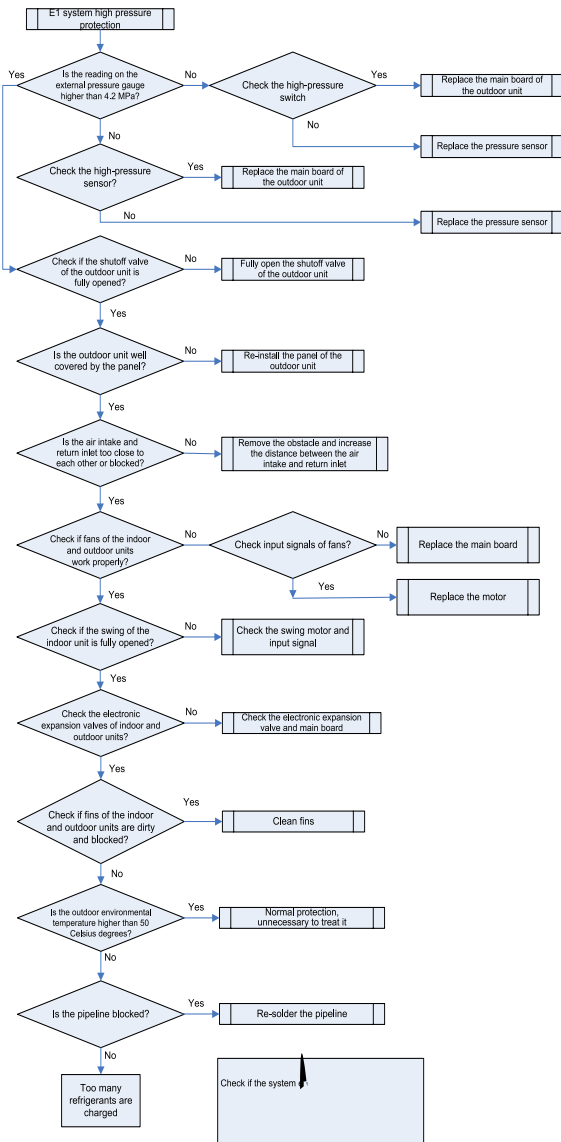 E1 system high pressure
protection
Yes
Is the reading on the
external pressure gauge
higher than 4.2 MPa?
No
Check the high-pressure
switch
Yes
Replace the main board of
the outdoor unit
No
No
Replace the pressure sensor
Check the high-pressure
sensor?
Yes
Replace the main board of
the outdoor unit
No
Replace the pressure sensor
Check if the shutoff valve
of the outdoor unit is
fully opened?
No
Fully open the shutoff valve
of the outdoor unit
Yes
Is the outdoor unit well
covered by the panel?
No
Re-install the panel of the
outdoor unit
Yes
Is the air intake and
return inlet too close to
each other or blocked?
No
Remove the obstacle and increase
the distance between the air
intake and return inlet
Yes
Check if fans of the indoor
and outdoor units
work properly?
No
Check input signals of fans?
No
Replace the main board
Yes
Replace the motor
Yes
Check if the swing of the
indoor unit is fully opened?
No
Check the swing motor and
input signal
Yes
Check the electronic
expansion valves of indoor and
outdoor units?
No
Check the electronic expansion
valve and main board
Yes
Check if fins of the indoor
and outdoor units are dirty
and blocked?
Yes
Clean fins
No
Is the outdoor environmental
temperature higher than 50
Celsius degrees?
Yes
Normal protection,
unnecessary to treat it
No
Is the pipeline blocked?
Yes
Re-solder the pipeline
No
Too many
refrigerants are
charged
Check if the system